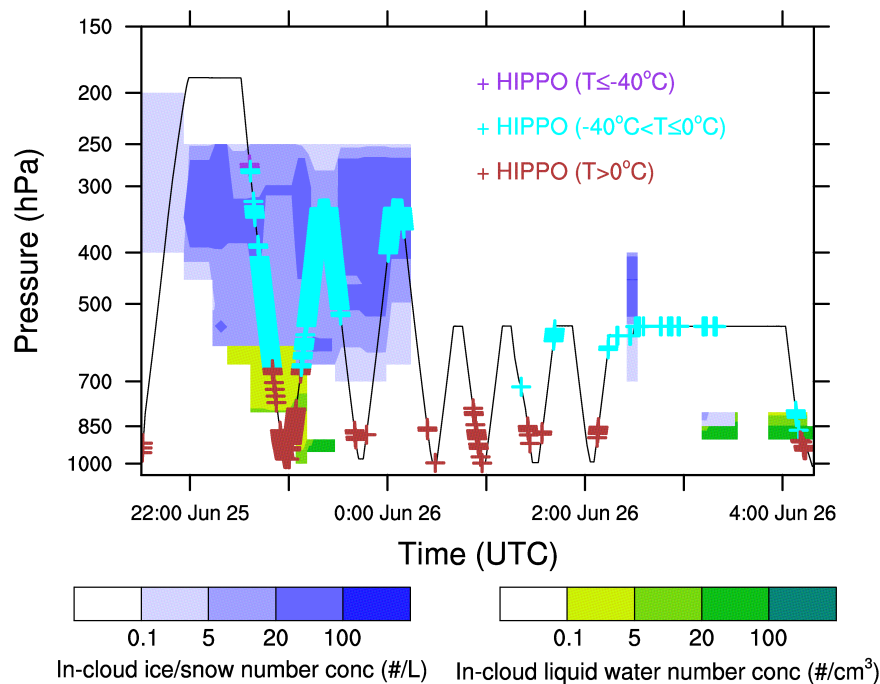 150
200
250
300
400
500
700
850
1000
Pressure (hPa)
+ HIPPO (T≤-40°C)
+ HIPPO (-40°C<T≤0°C)
+ HIPPO (T>0°C)
22:00 Jun 25 0:00 Jun 26 2:00 Jun 26 4:00 Jun 26
Time (UTC)
0.1 5 20 100
In-cloud ice/snow number conc (#/L)
0.1 5 20 100
In-cloud liquid water number conc (#/cm³)